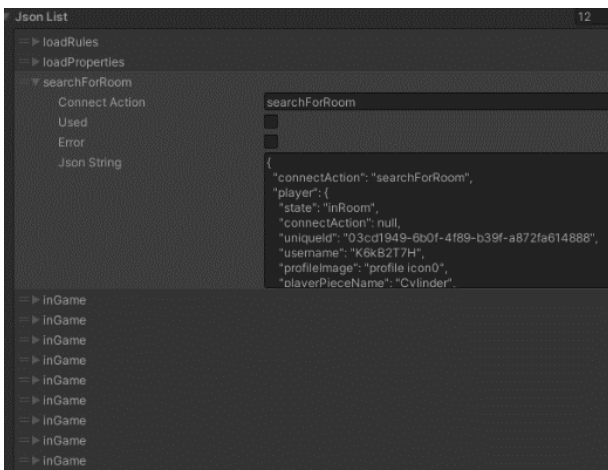 Json List 12
loadRules
loadProperties
searchForRoom
Connect Action searchForRoom
Used
Error
Json String {
"connectAction": "searchForRoom",
"player": {
"state": "inRoom",
"connectAction": null,
"uniqueId": "03cd1949-6b0f-4f89-b39f-a872fa614888",
"username": "K6kB2T7H",
"profileImage": "profile icon0",
"playerPieceName": "Cylinder",
inGame
inGame
inGame
inGame
inGame
inGame
inGame
inGame
inGame